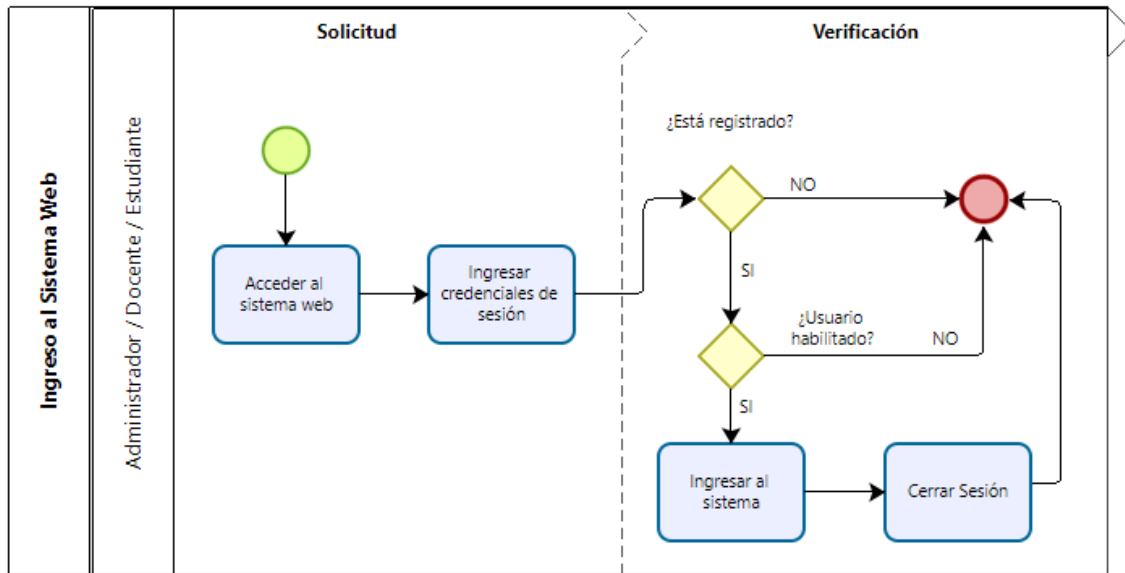 Ingreso al Sistema Web
Administrador / Docente / Estudiante
Solicitud
Verificación
Acceder al
sistema web
Ingresar
credenciales de
sesión
¿Está registrado?
NO
SI
¿Usuario
habilitado?
NO
SI
Ingresar al
sistema
Cerrar Sesión